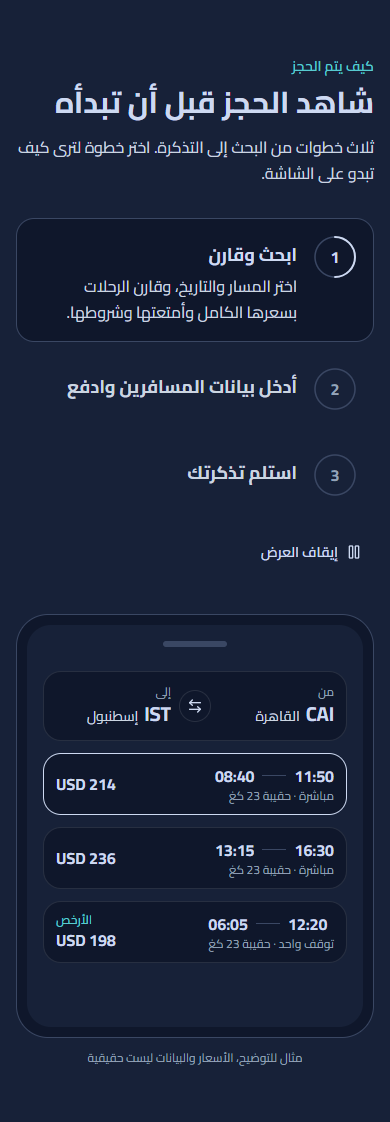 كيف يتم الحجز
شاهد الحجز قبل أن تبدأه
ثلاث خطوات من البحث إلى التذكرة. اختر خطوة لترى كيف
تبدو على الشاشة.
1
ابحث وقارن
اختر المسار والتاريخ، وقارن الرحلات
بسعرها الكامل وأمتعتها وشروطها.
2
أدخل بيانات المسافرين وادفع
3
استلم تذكرتك
إيقاف العرض
من
CAI القاهرة
إلى
IST إسطنبول
11:50 — 08:40
مباشرة · حقيبة 23 كغ
USD 214
16:30 — 13:15
مباشرة · حقيبة 23 كغ
USD 236
12:20 — 06:05
توقف واحد · حقيبة 23 كغ
الأرخص
USD 198
مثال للتوضيح، الأسعار والبيانات ليست حقيقية